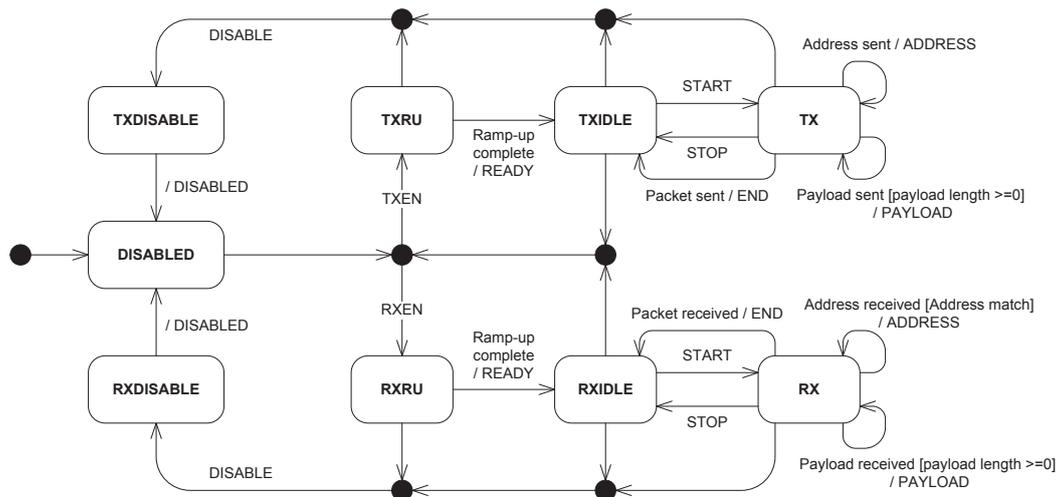 DISABLE
Address sent / ADDRESS
START
TXDISABLE
TXRU
TXIDLE
TX
Ramp-up
complete
/ READY
STOP
/ DISABLED
TXEN
Packet sent / END
Payload sent [payload length >=0]
/ PAYLOAD
DISABLED
RXEN
Packet received / END
Address received [Address match]
/ ADDRESS
/ DISABLED
Ramp-up
complete
/ READY
START
RXDISABLE
RXRU
RXIDLE
RX
STOP
DISABLE
Payload received [payload length >=0]
/ PAYLOAD